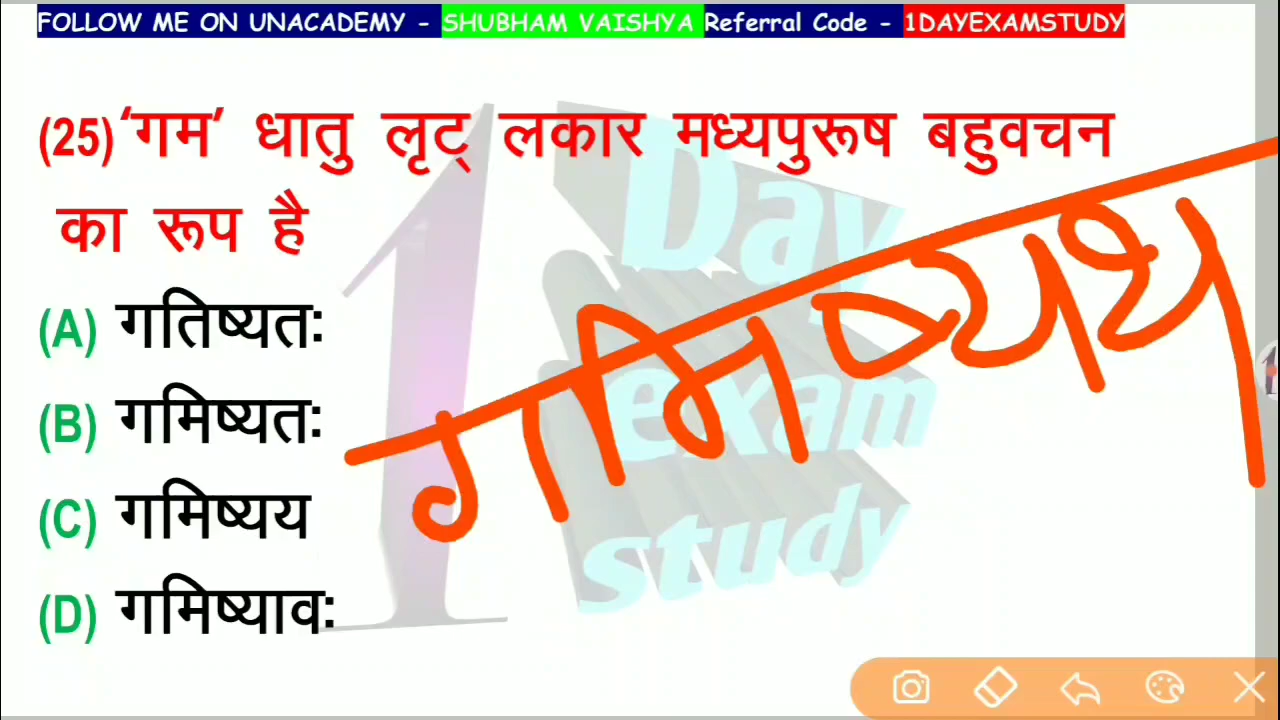 FOLLOW ME ON UNACADEMY - SHUBHAM VAISHYA Referral Code - 1DAYEXAMSTUDY
(25) ‘गम’ धातु लृट् लकार मध्यपुरूष बहुवचन
का रूप है
(A) गतिष्यतः
(B) गमिष्यतः
(C) गमिष्यय
(D) गमिष्यावः
गमिष्यथ
1 Day
exam
study